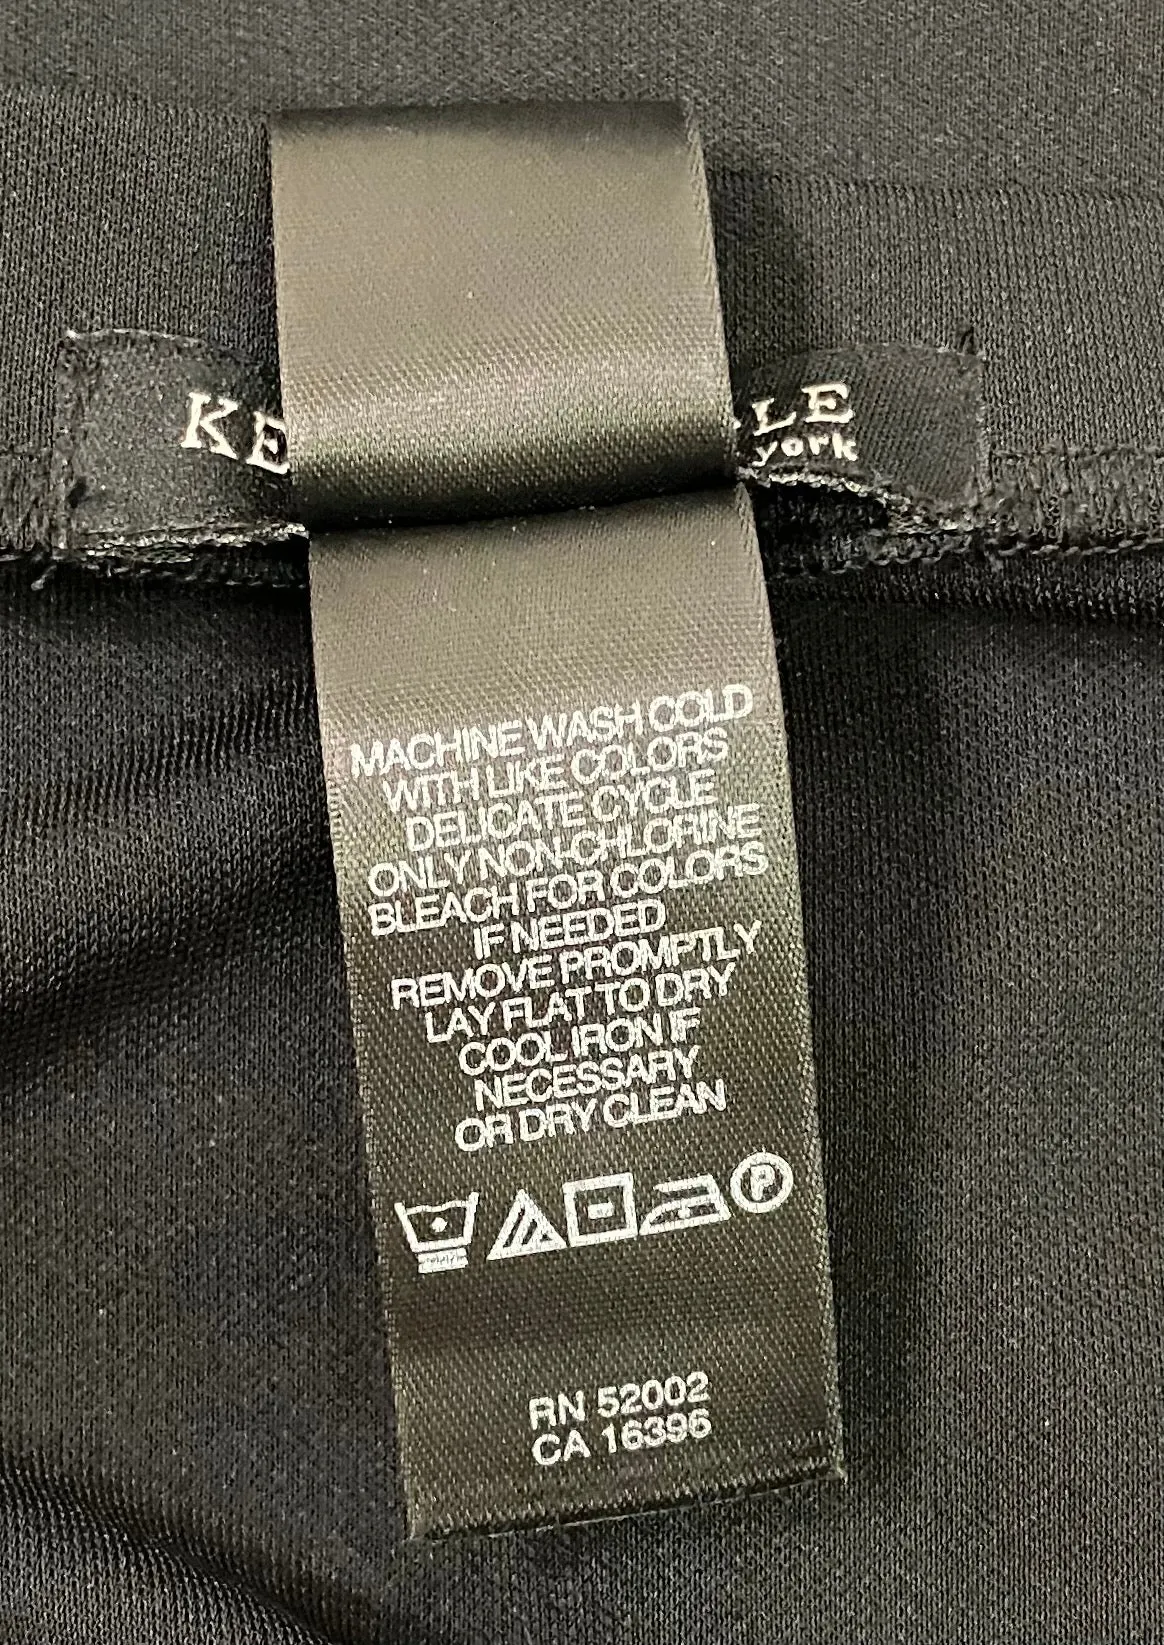 KE
LE
york
MACHINE WASH COLD
WITH LIKE COLORS
DELICATE CYCLE
ONLY NON-CHLORINE
BLEACH FOR COLORS
IF NEEDED
REMOVE PROMPTLY
LAY FLAT TO DRY
COOL IRON IF
NECESSARY
OR DRY CLEAN
P
RN 52002
CA 16396